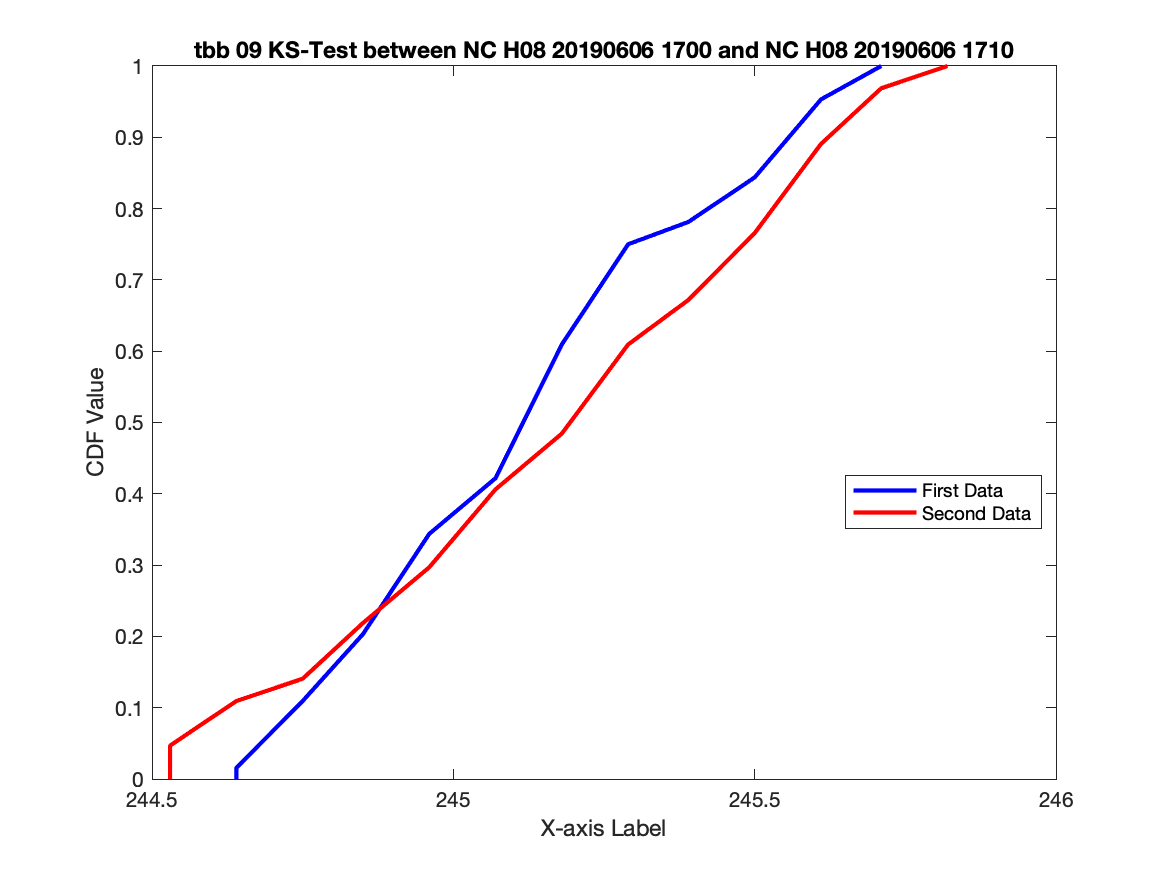 tbb 09 KS-Test between NC H08 20190606 1700 and NC H08 20190606 1710
1
0.9
0.8
0.7
0.6
0.5
0.4
0.3
0.2
0.1
0
CDF Value
First Data
Second Data
244.5 245 245.5 246
X-axis Label